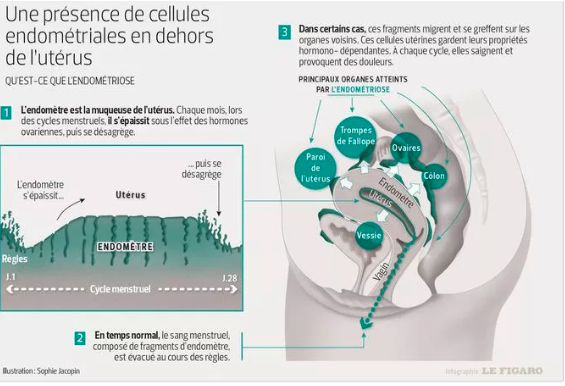 Une présence de cellules
endométriales en dehors
de l'utérus
QU'EST-CE QUE L'ENDOMÉTRIOSE
1 L'endomètre est la muqueuse de l'utérus. Chaque mois, lors
des cycles menstruels, il s'épaissit sous l'effet des hormones
ovariennes, puis se désagrège.
L'endomètre
s'épaissit...
Utérus
...puis se
désagrège
ENDOMÈTRE
Règles
J.1
J.28
Cycle menstruel
2 En temps normal, le sang menstruel,
composé de fragments d'endomètre,
est évacué au cours des règles.
3 Dans certains cas, ces fragments migrent et se greffent sur les
organes voisins. Ces cellules utérines gardent leurs propriétés
hormono- dépendantes. À chaque cycle, elles saignent et
provoquent des douleurs.
PRINCIPAUX ORGANES ATTEINTS
PAR L'ENDOMÉTRIOSE
Trompes
de Fallope
Ovaires
Paroi
de
l'uterus
Côlon
Endomètre
Utérus
Vessie
Vagin
Illustration : Sophie Jacopin
Infographie LE FIGARO